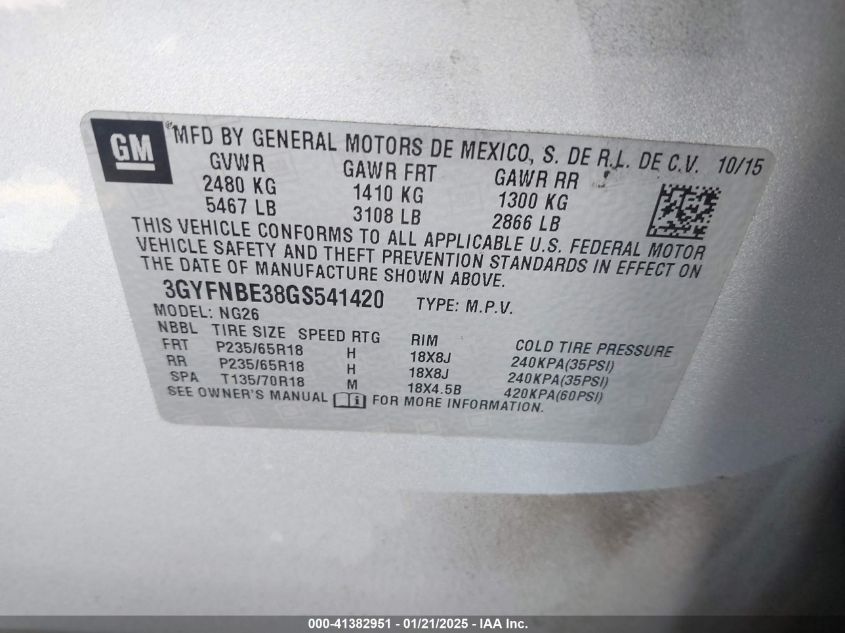 GM
MFD BY GENERAL MOTORS DE MEXICO, S. DE R.L. DE C.V. 10/15
GVWR GAWR FRT GAWR RR
2480 KG 1410 KG 1300 KG
5467 LB 3108 LB 2866 LB
THIS VEHICLE CONFORMS TO ALL APPLICABLE U.S. FEDERAL MOTOR
VEHICLE SAFETY AND THEFT PREVENTION STANDARDS IN EFFECT ON
THE DATE OF MANUFACTURE SHOWN ABOVE.
3GYFNBE38GS541420 TYPE: M.P.V.
MODEL: NG26
NBBL TIRE SIZE SPEED RTG RIM COLD TIRE PRESSURE
FRT P235/65R18 H 18X8J 240KPA(35PSI)
RR P235/65R18 H 18X8J 240KPA(35PSI)
SPA T135/70R18 M 18X4.5B 420KPA(60PSI)
SEE OWNER'S MANUAL FOR MORE INFORMATION.
000-41382951 / 01/21/2025 - IAA Inc.